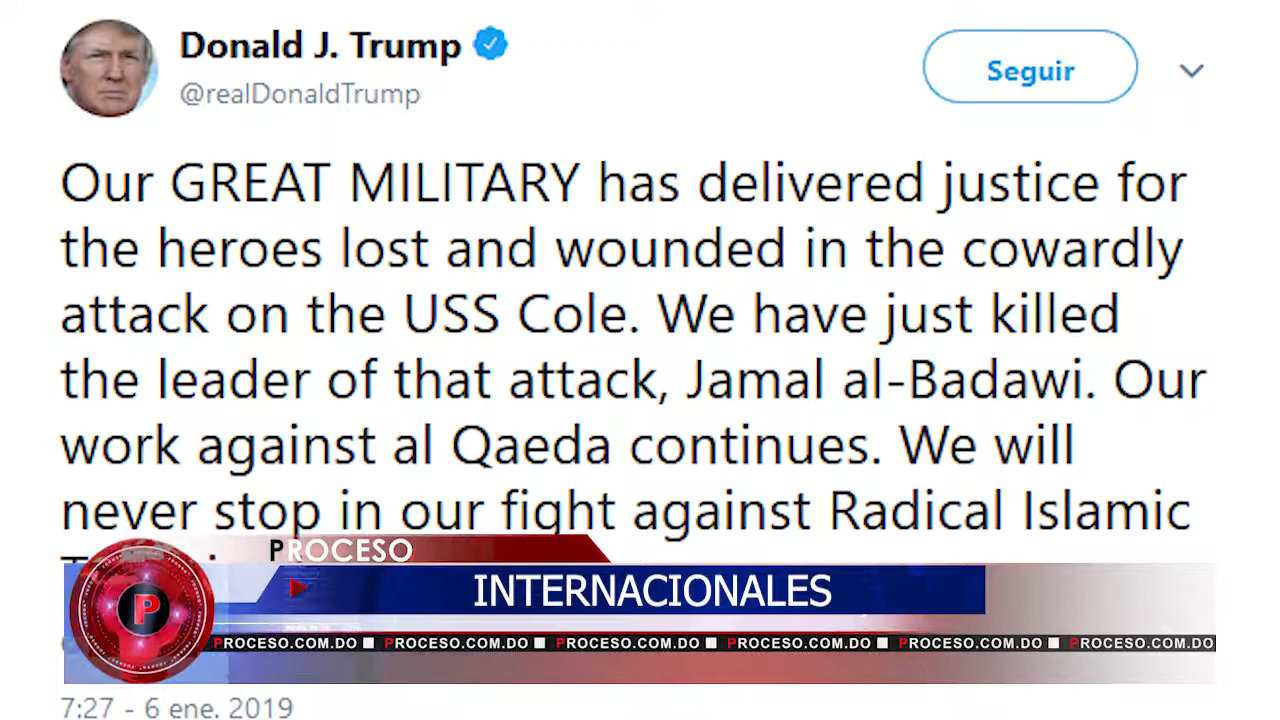 Donald J. Trump
@realDonaldTrump
Seguir
Our GREAT MILITARY has delivered justice for
the heroes lost and wounded in the cowardly
attack on the USS Cole. We have just killed
the leader of that attack, Jamal al-Badawi. Our
work against al Qaeda continues. We will
never stop in our fight against Radical Islamic
PROCESO
INTERNACIONALES
P
PROCESO.COM.DO PROCESO.COM.DO PROCESO.COM.DO PROCESO.COM.DO PROCESO.COM.DO PROCESO.COM.DO
7:27 - 6 ene. 2019